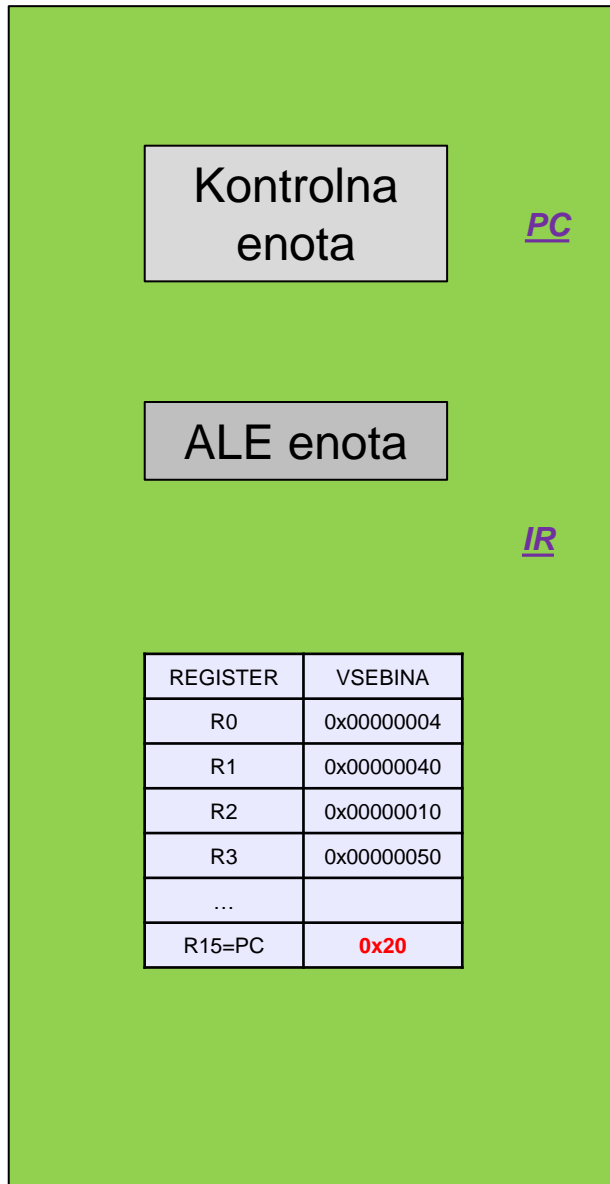 Kontrolna
enota
PC
ALE enota
IR
REGISTER VSEBINA
R0 0x00000004
R1 0x00000040
R2 0x00000010
R3 0x00000050
…
R15=PC 0x20